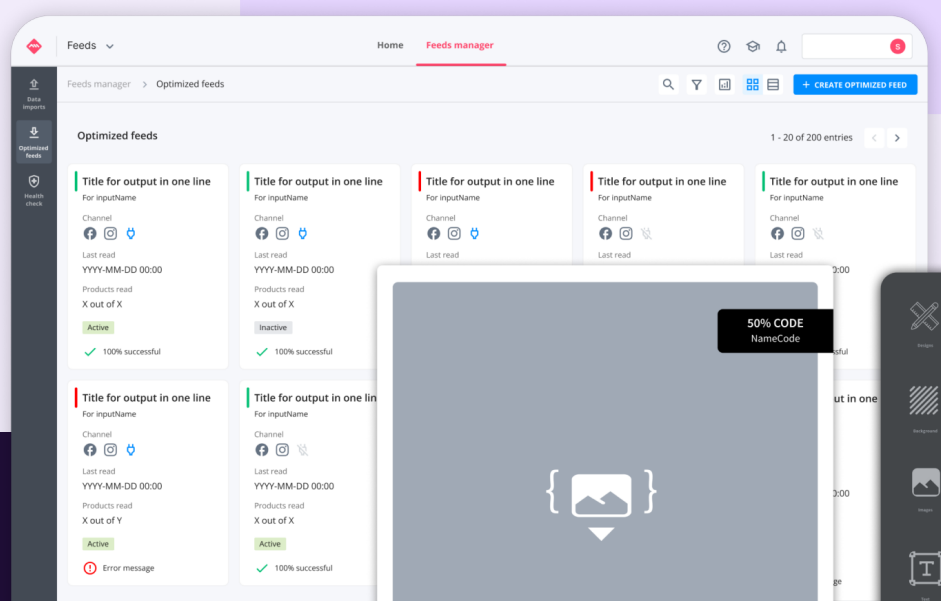 Feeds
Home
Feeds manager
S
Data
imports
Optimized
feeds
Health
check
Feeds manager > Optimized feeds
+ CREATE OPTIMIZED FEED
Optimized feeds
1 - 20 of 200 entries
Title for output in one line
For inputName
Channel
Last read
YYYY-MM-DD 00:00
Products read
X out of X
Active
100% successful
Title for output in one line
For inputName
Channel
Last read
YYYY-MM-DD 00:00
Products read
X out of X
Inactive
100% successful
Title for output in one line
For inputName
Channel
Last read
Title for output in one line
For inputName
Channel
Last read
Title for output in one line
For inputName
Channel
Last read
0:00
sful
Title for output in one line
For inputName
Channel
Last read
YYYY-MM-DD 00:00
Products read
X out of Y
Active
Error message
Title for output in one lin
For inputName
Channel
Last read
YYYY-MM-DD 00:00
Products read
X out of X
Active
100% successful
ut in one
0:00
ge
50% CODE
NameCode
{ }
Designs
Background
Images
T
Text